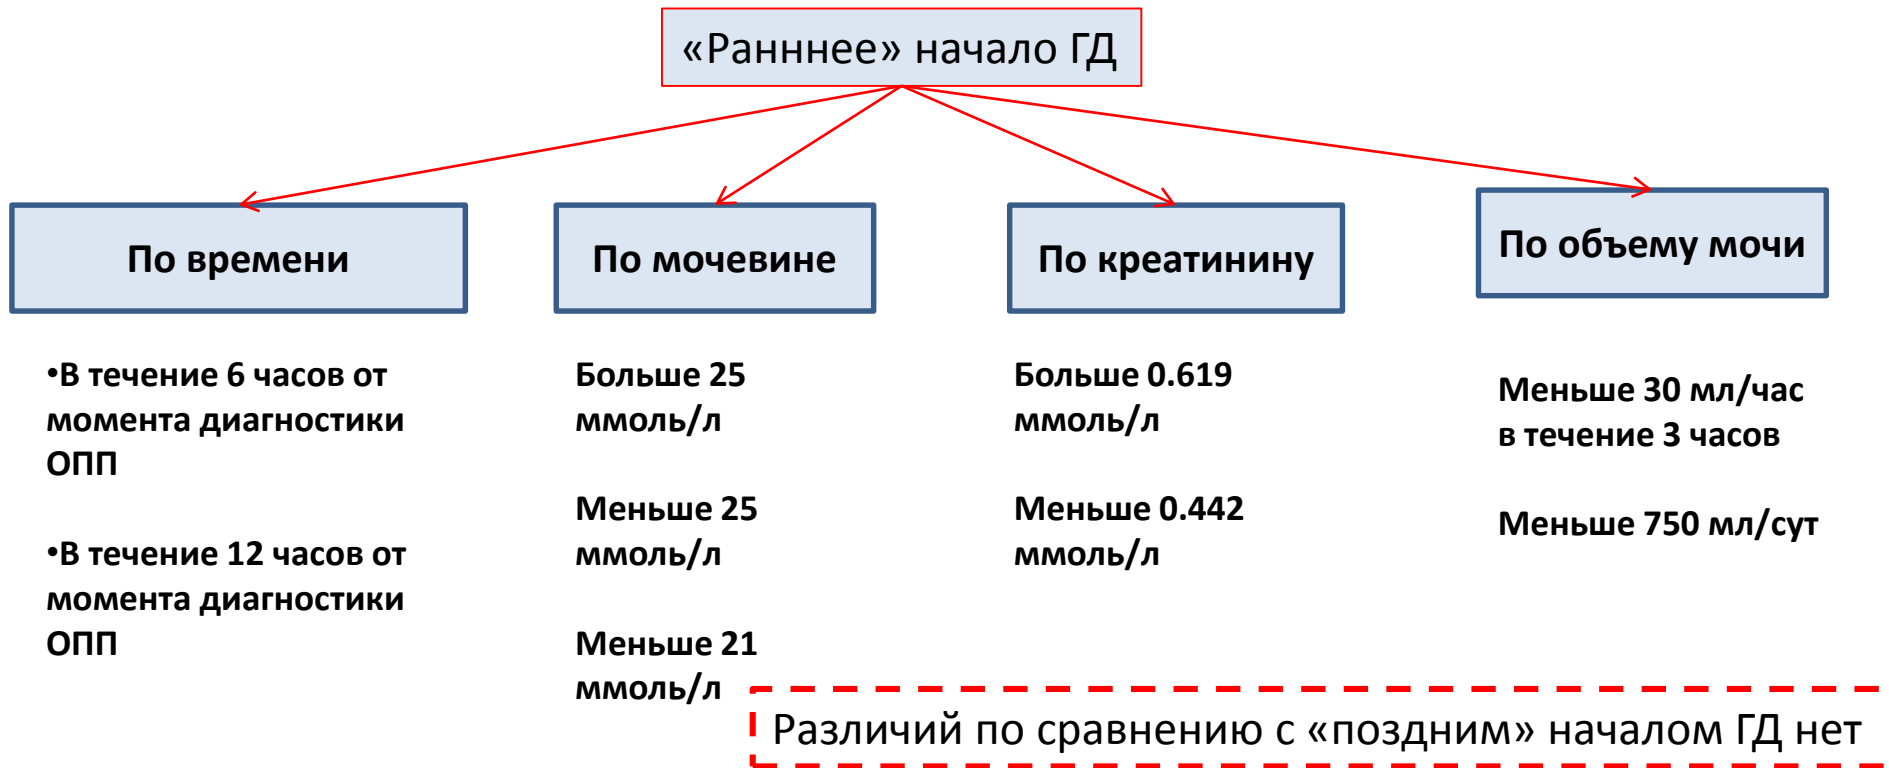 «Ранннее» начало ГД
По времени
•В течение 6 часов от
момента диагностики
ОПП
•В течение 12 часов от
момента диагностики
ОПП
По мочевине
Больше 25
ммоль/л
Меньше 25
ммоль/л
Меньше 21
ммоль/л
По креатинину
Больше 0.619
ммоль/л
Меньше 0.442
ммоль/л
По объему мочи
Меньше 30 мл/час
в течение 3 часов
Меньше 750 мл/сут
Различий по сравнению с «поздним» началом ГД нет